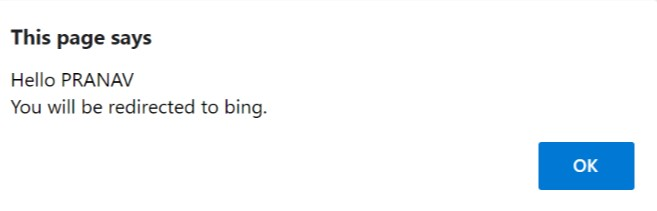 This page says
Hello PRANAV
You will be redirected to bing.
OK